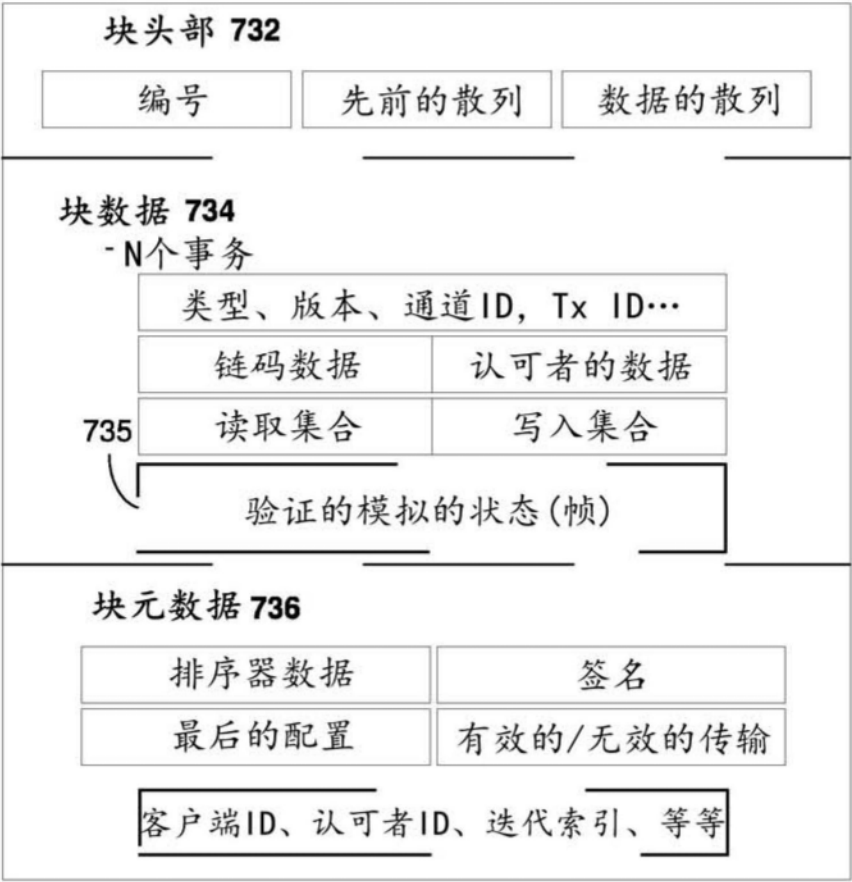 块头部 732
编号 先前的散列 数据的散列
块数据 734
- N个事务
类型、版本、通道ID, Tx ID…
链码数据 认可者的数据
735 读取集合 写入集合
验证的模拟的状态(帧)
块元数据 736
排序器数据 签名
最后的配置 有效的/无效的传输
客户端ID、认可者ID、迭代索引、等等